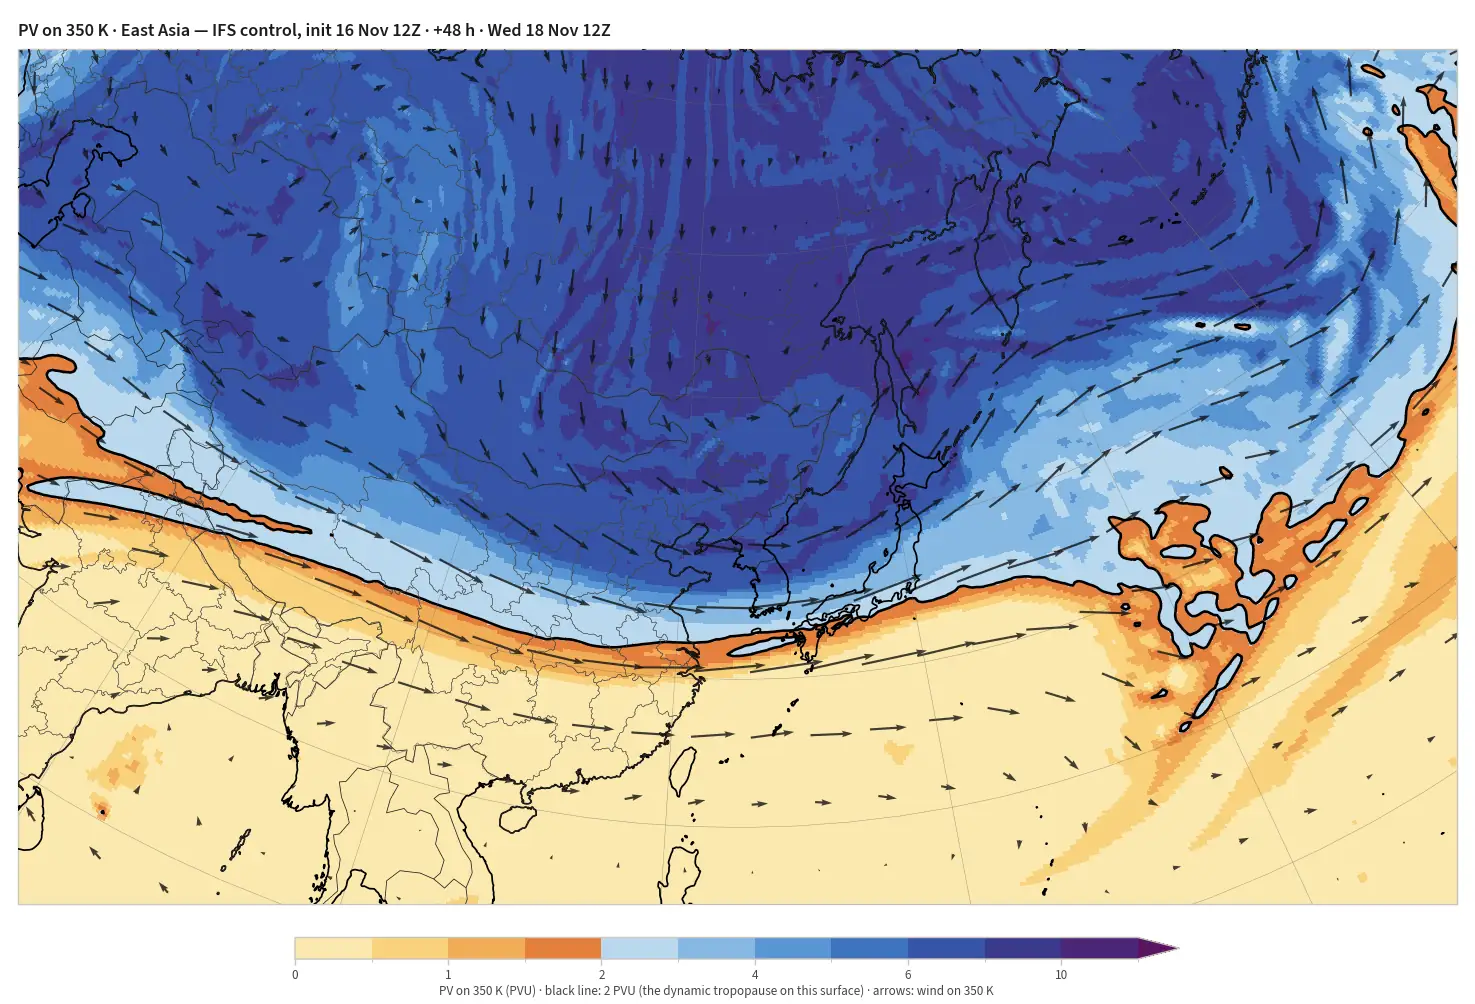 PV on 350 K · East Asia — IFS control, init 16 Nov 12Z · +48 h · Wed 18 Nov 12Z
0 1 2 4 6 10
PV on 350 K (PVU) · black line: 2 PVU (the dynamic tropopause on this surface) · arrows: wind on 350 K